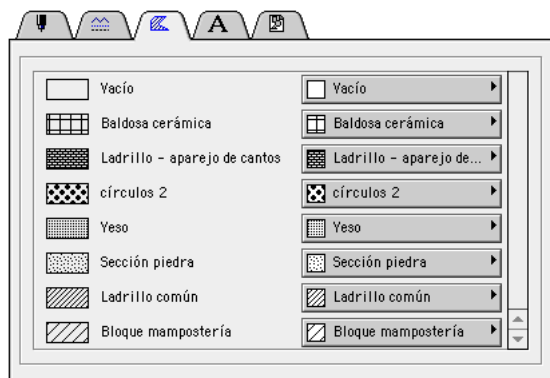 A
Vacío Vacío
Baldosa cerámica Baldosa cerámica
Ladrillo - aparejo de cantos Ladrillo - aparejo de...
círculos 2 círculos 2
Yeso Yeso
Sección piedra Sección piedra
Ladrillo común Ladrillo común
Bloque mampostería Bloque mampostería